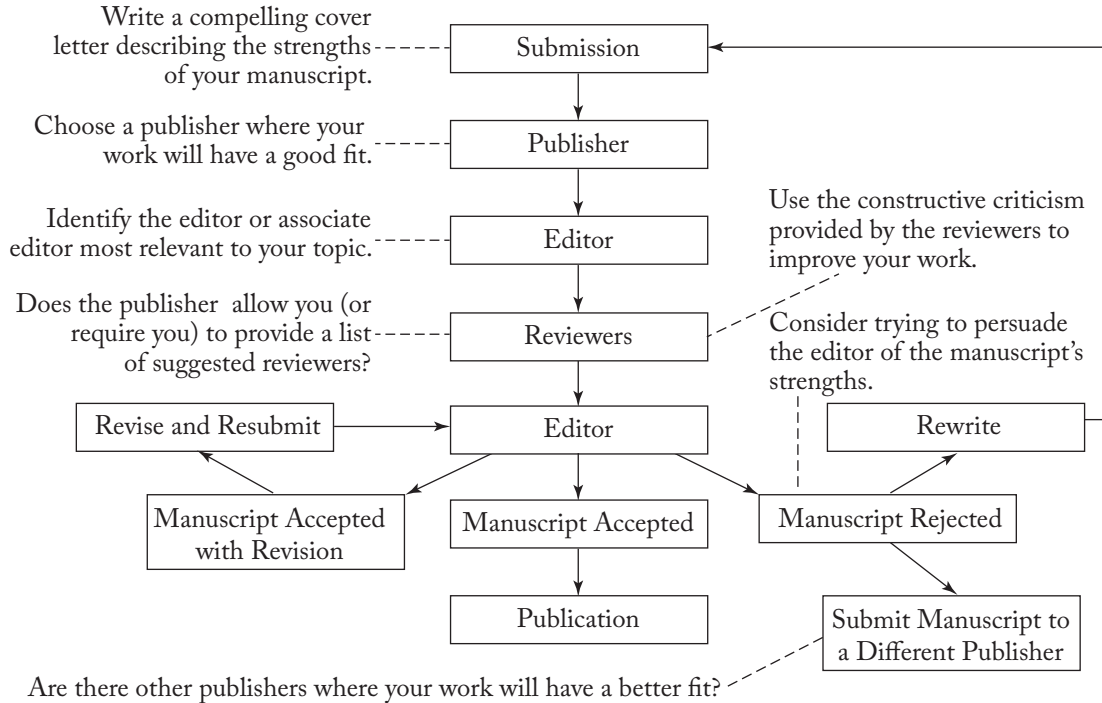 Write a compelling cover
letter describing the strengths
of your manuscript.
Submission
Choose a publisher where your
work will have a good fit.
Publisher
Identify the editor or associate
editor most relevant to your topic.
Editor
Use the constructive criticism
provided by the reviewers to
improve your work.
Does the publisher allow you (or
require you) to provide a list
of suggested reviewers?
Reviewers
Consider trying to persuade
the editor of the manuscript's
strengths.
Revise and Resubmit
Editor
Rewrite
Manuscript Accepted
with Revision
Manuscript Accepted
Manuscript Rejected
Publication
Submit Manuscript to
a Different Publisher
Are there other publishers where your work will have a better fit?